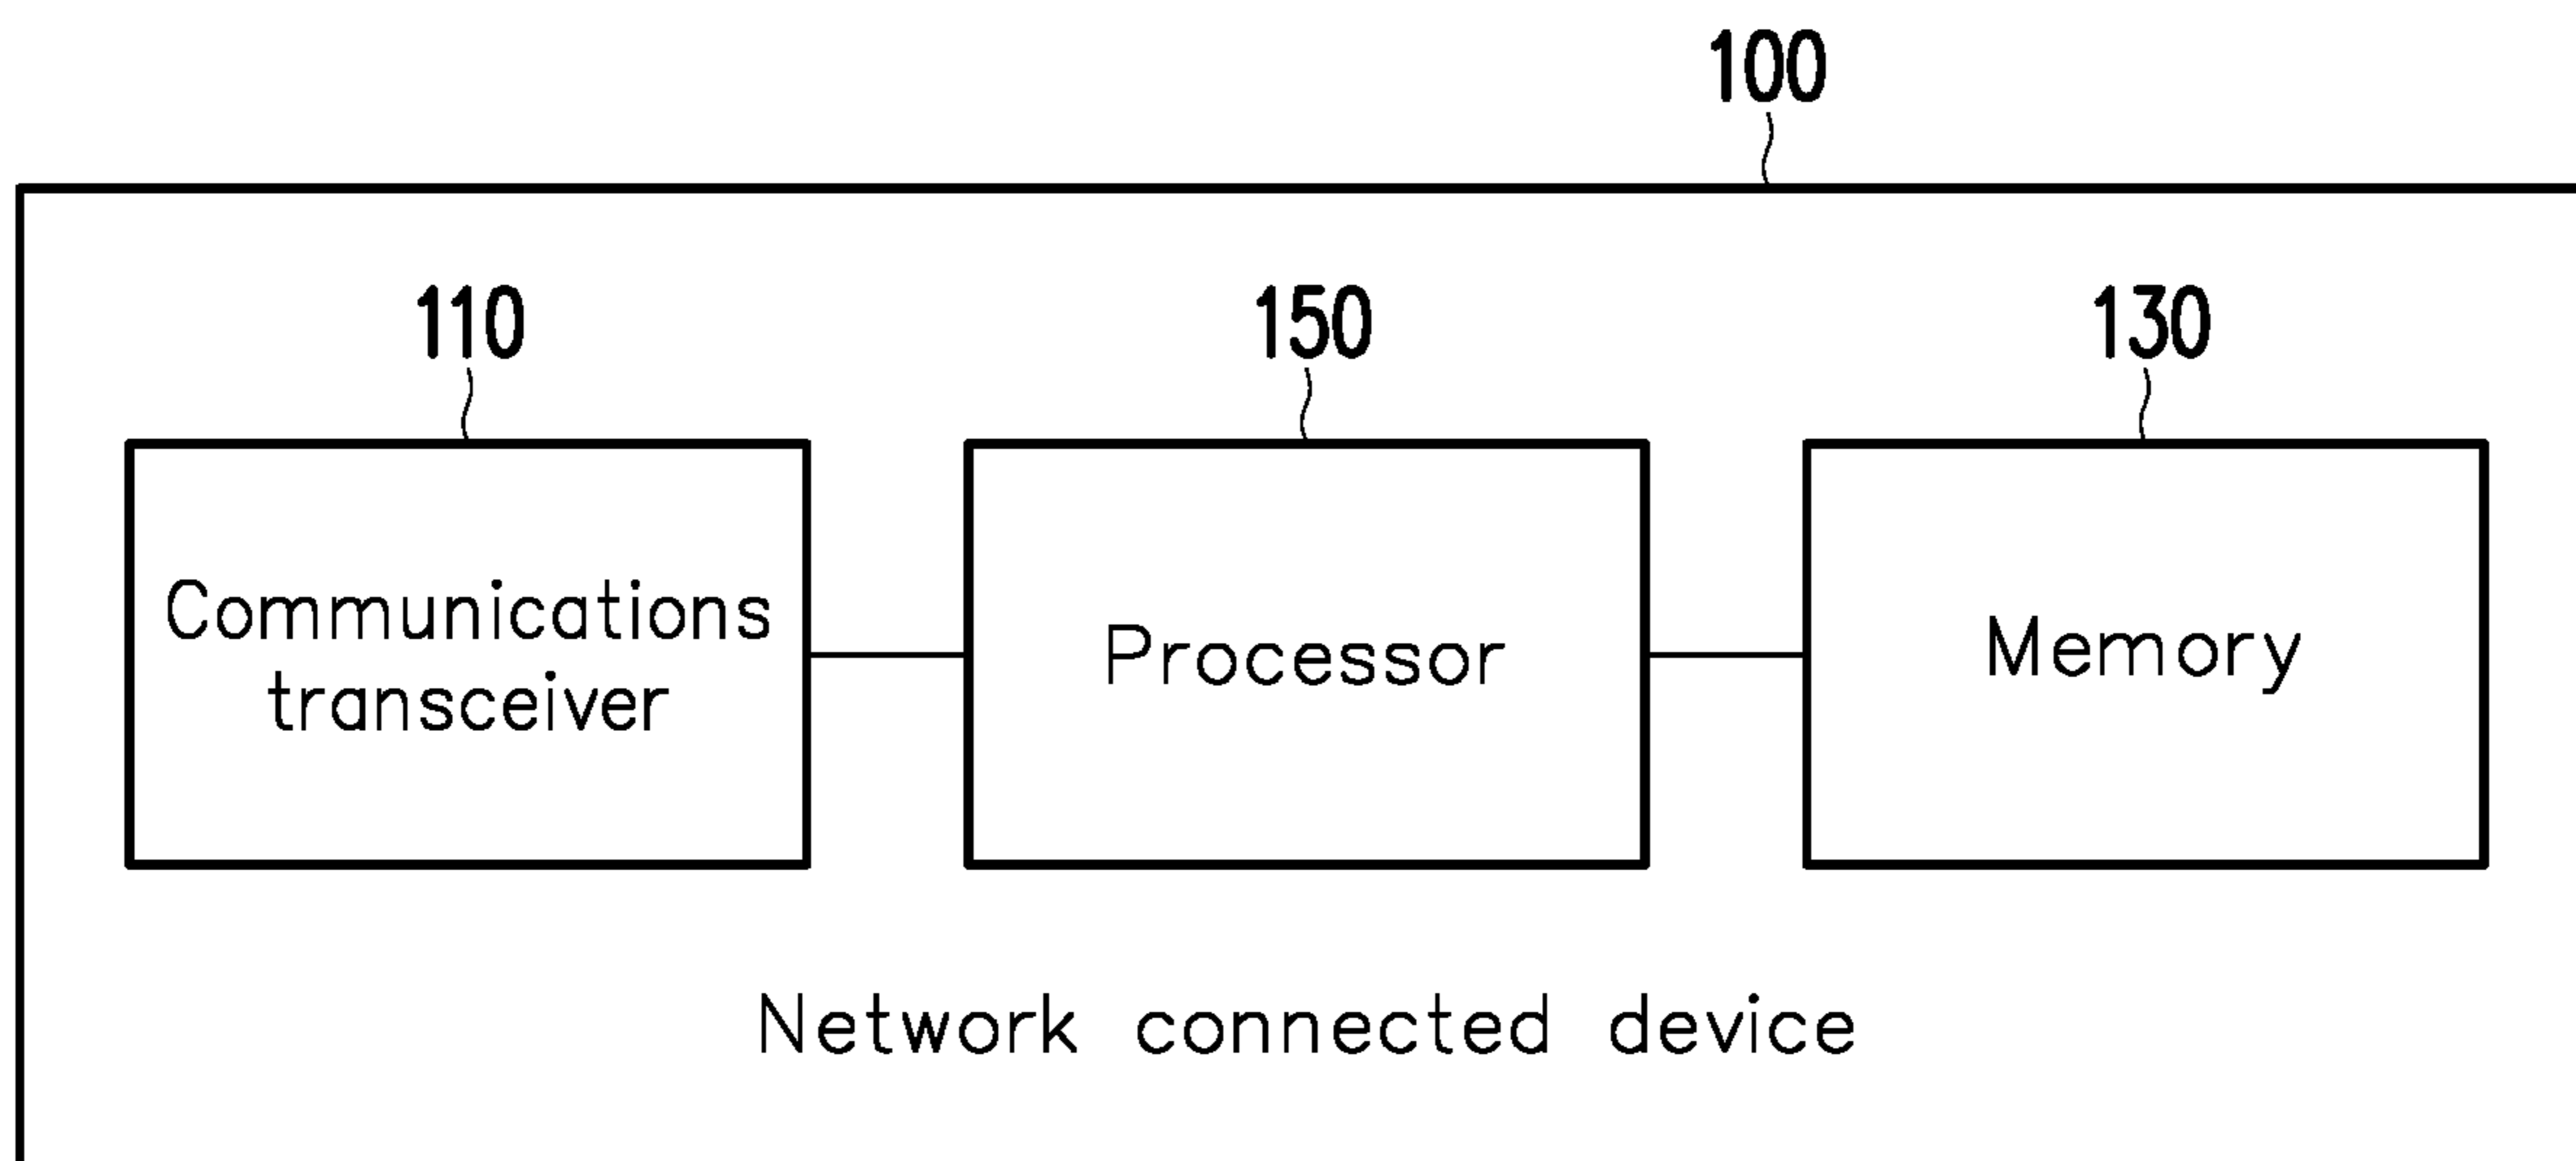 100
110
150
130
Communications
transceiver
Processor
Memory
Network connected device